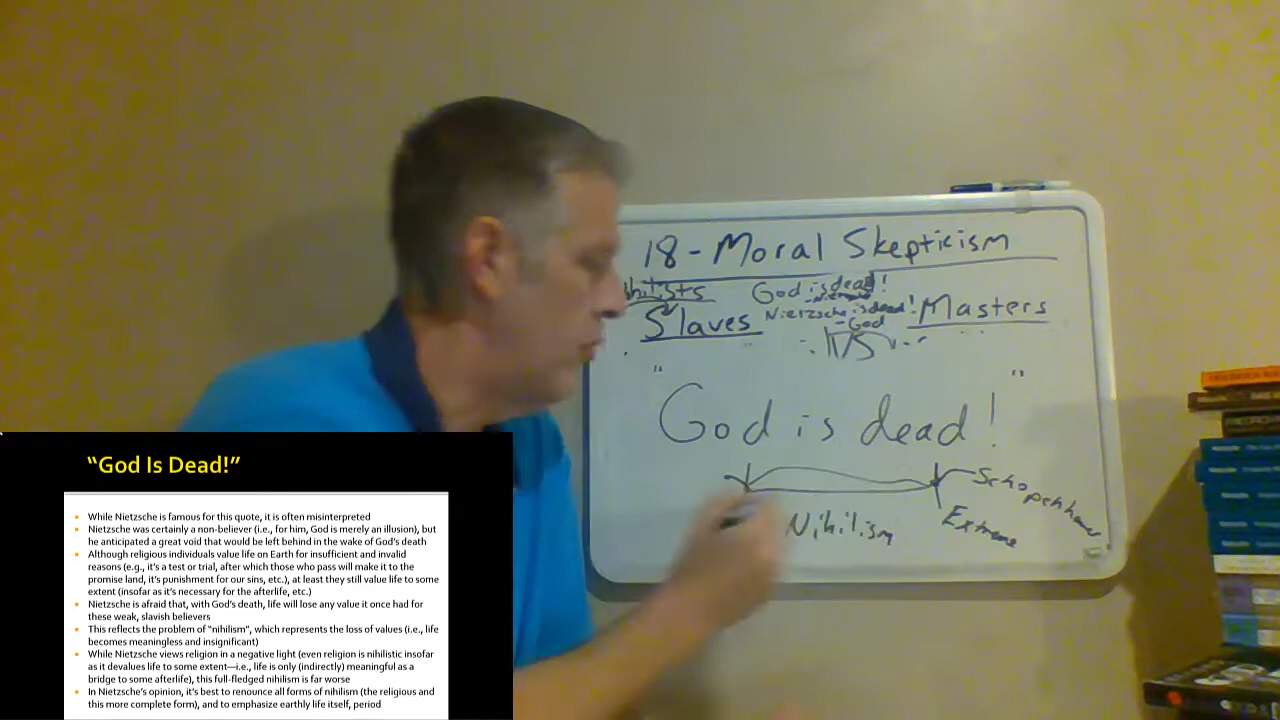 18 - Moral Skepticism
God is dead!
Nietzsche is dead!
- God
Slaves
VS
Masters
"God is dead!"
Schopenhauer
Nihilism
Extreme
"God Is Dead!"
While Nietzsche is famous for this quote, it is often misinterpreted
Nietzsche was certainly a non-believer (i.e., for him, God is merely an illusion), but
he anticipated a great void that would be left behind in the wake of God's death
Although religious individuals value life on Earth for insufficient and invalid
reasons (e.g., it's a test or trial, after which those who pass will make it to the
promise land, it's punishment for our sins, etc.), at least they still value life to some
extent (insofar as it's necessary for the afterlife, etc.)
Nietzsche is afraid that, with God's death, life will lose any value it once had for
these weak, slavish believers
This reflects the problem of "nihilism", which represents the loss of values (i.e., life
becomes meaningless and insignificant)
While Nietzsche views religion in a negative light (even religion is nihilistic insofar
as it devalues life to some extent—i.e., life is only (indirectly) meaningful as a
bridge to some afterlife), this full-fledged nihilism is far worse
In Nietzsche's opinion, it's best to renounce all forms of nihilism (the religious and
this more complete form), and to emphasize earthly life itself, period